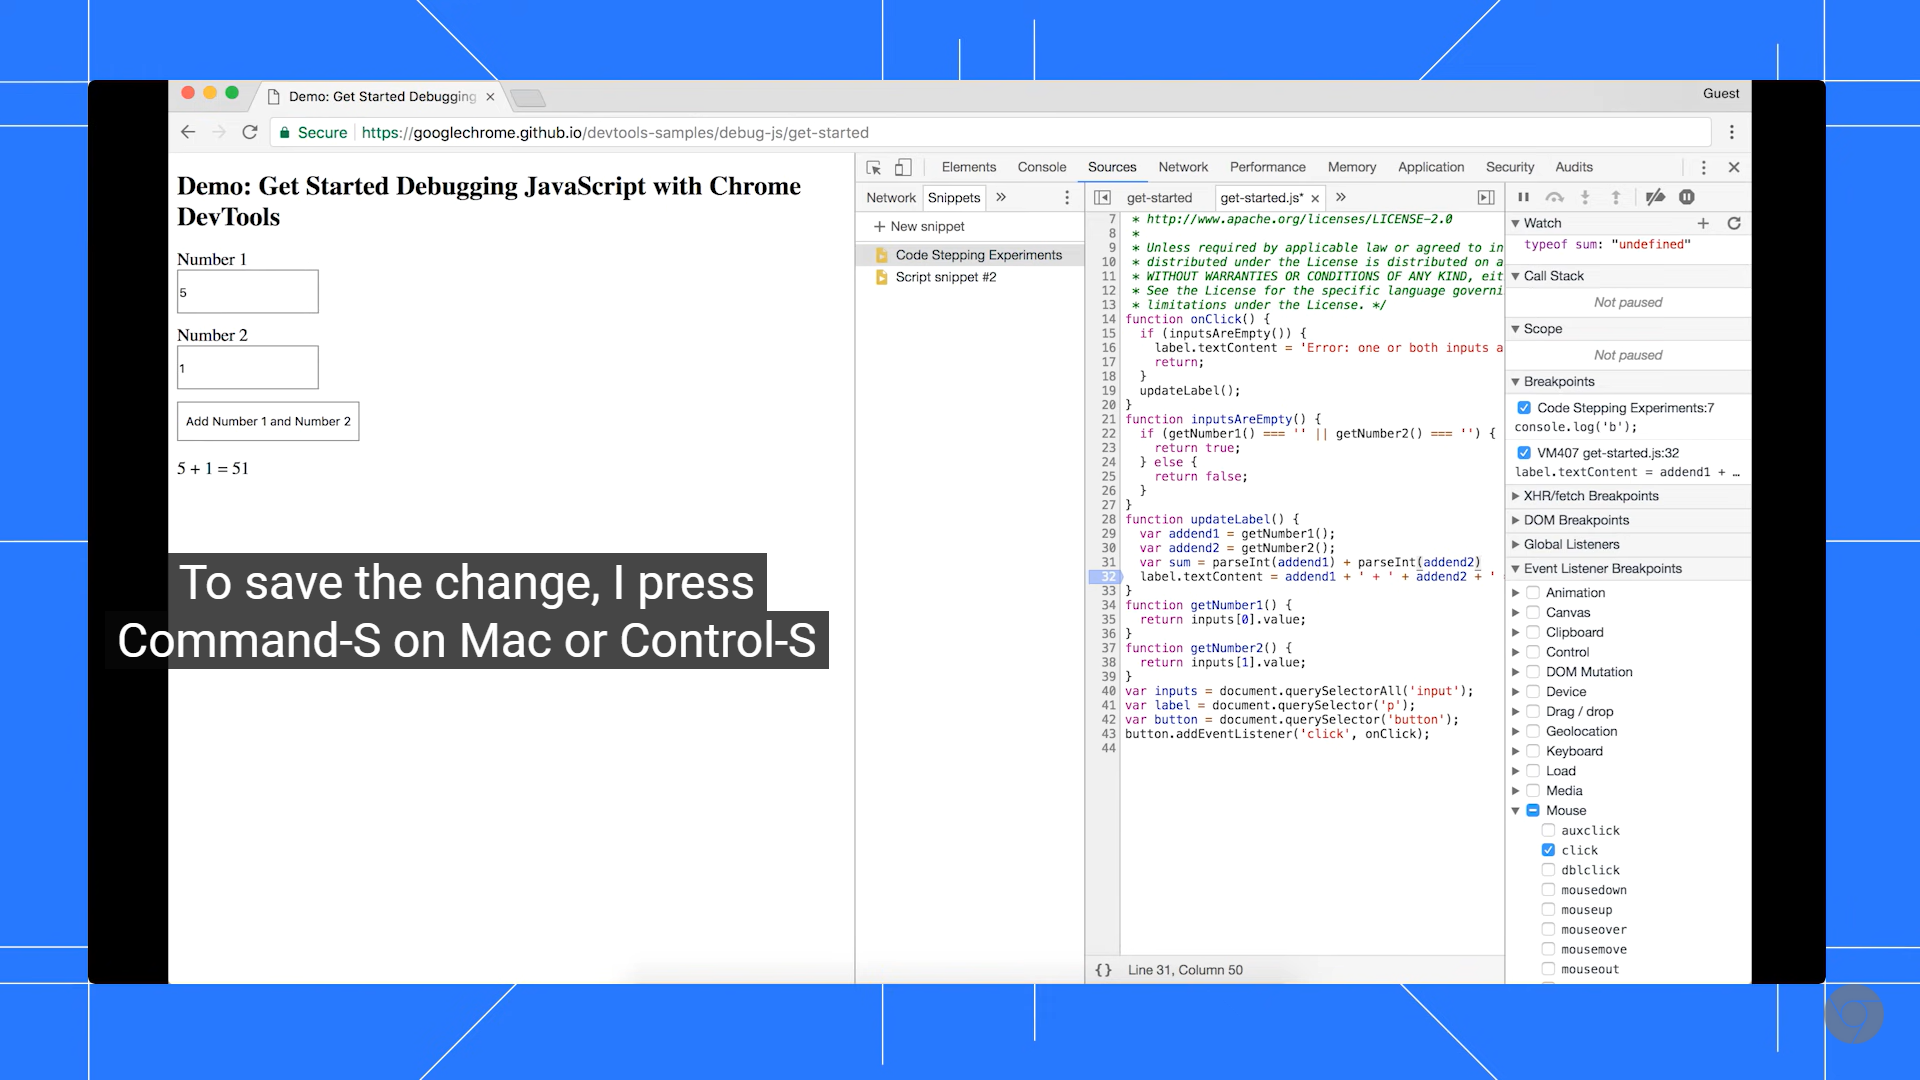 Demo: Get Started Debugging
Guest
Secure https://googlechrome.github.io/devtools-samples/debug-js/get-started
Demo: Get Started Debugging JavaScript with Chrome
DevTools
Number 1
5
Number 2
1
Add Number 1 and Number 2
5 + 1 = 51
To save the change, I press
Command-S on Mac or Control-S
Elements Console Sources Network Performance Memory Application Security Audits
Network Snippets
New snippet
Code Stepping Experiments
Script snippet #2
get-started get-started.js*
7 * http://www.apache.org/licenses/LICENSE-2.0
8 *
9 * Unless required by applicable law or agreed to in
10 * distributed under the License is distributed on a
11 * WITHOUT WARRANTIES OR CONDITIONS OF ANY KIND, eit
12 * See the License for the specific language governi
13 * limitations under the License. */
14 function onClick() {
15 if (inputsAreEmpty()) {
16 label.textContent = 'Error: one or both inputs a
17 return;
18 }
19 updateLabel();
20 }
21 function inputsAreEmpty() {
22 if (getNumber1() === '' || getNumber2() === '') {
23 return true;
24 } else {
25 return false;
26 }
27 }
28 function updateLabel() {
29 var addend1 = getNumber1();
30 var addend2 = getNumber2();
31 var sum = parseInt(addend1) + parseInt(addend2)
32 label.textContent = addend1 + ' + ' + addend2 + '
33 }
34 function getNumber1() {
35 return inputs[0].value;
36 }
37 function getNumber2() {
38 return inputs[1].value;
39 }
40 var inputs = document.querySelectorAll('input');
41 var label = document.querySelector('p');
42 var button = document.querySelector('button');
43 button.addEventListener('click', onClick);
44
{} Line 31, Column 50
Watch
typeof sum: "undefined"
Call Stack
Not paused
Scope
Not paused
Breakpoints
Code Stepping Experiments:7
console.log('b');
VM407 get-started.js:32
label.textContent = addend1 + …
XHR/fetch Breakpoints
DOM Breakpoints
Global Listeners
Event Listener Breakpoints
Animation
Canvas
Clipboard
Control
DOM Mutation
Device
Drag / drop
Geolocation
Keyboard
Load
Media
Mouse
auxclick
click
dblclick
mousedown
mouseup
mouseover
mousemove
mouseout